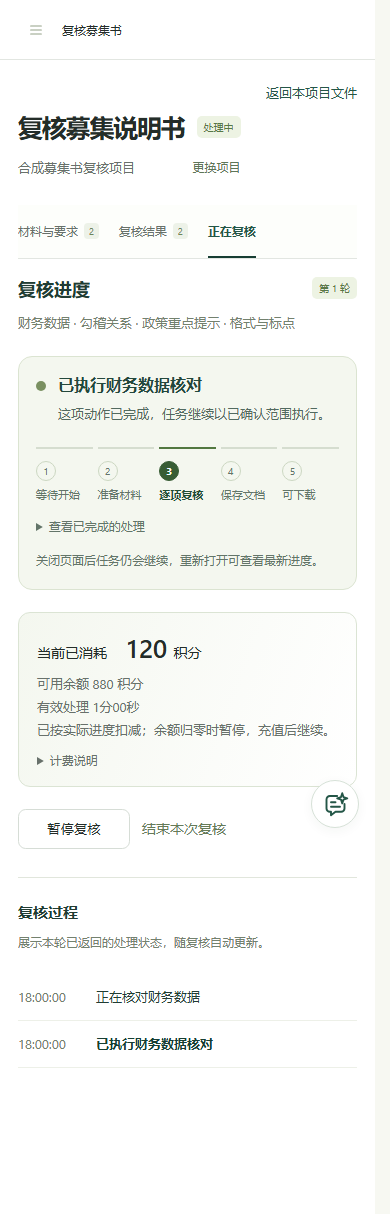 复核募集书
返回本项目文件
复核募集说明书 处理中
合成募集书复核项目 更换项目
材料与要求 2 复核结果 2 正在复核
复核进度 第 1 轮
财务数据 · 勾稽关系 · 政策重点提示 · 格式与标点
已执行财务数据核对
这项动作已完成，任务继续以已确认范围执行。
1 2 3 4 5
等待开始 准备材料 逐项复核 保存文档 可下载
查看已完成的处理
关闭页面后任务仍会继续，重新打开可查看最新进度。
当前已消耗 120 积分
可用余额 880 积分
有效处理 1分00秒
已按实际进度扣减；余额归零时暂停，充值后继续。
计费说明
暂停复核 结束本次复核
复核过程
展示本轮已返回的处理状态，随复核自动更新。
18:00:00 正在核对财务数据
18:00:00 已执行财务数据核对